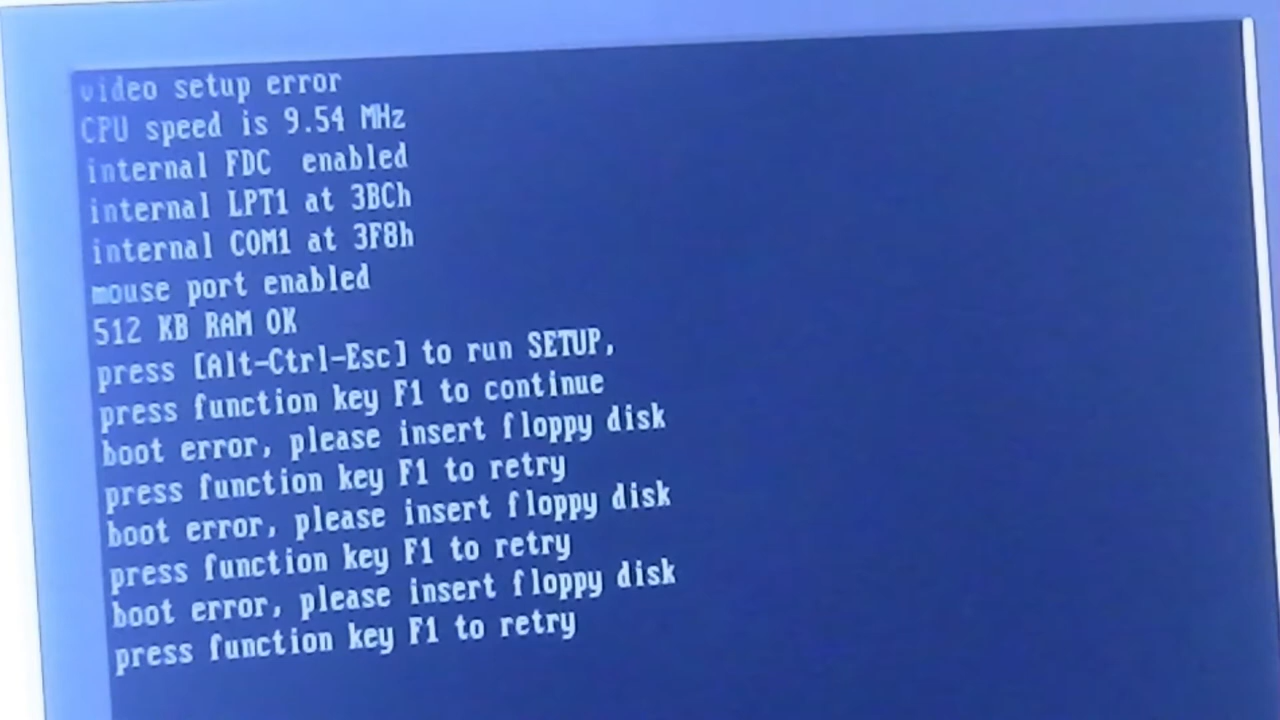 video setup error
CPU speed is 9.54 MHz
internal FDC  enabled
internal LPT1 at 3BCh
internal COM1 at 3F8h
mouse port enabled
512 KB RAM OK
press [Alt-Ctrl-Esc] to run SETUP,
press function key F1 to continue
boot error, please insert floppy disk
press function key F1 to retry
boot error, please insert floppy disk
press function key F1 to retry
boot error, please insert floppy disk
press function key F1 to retry